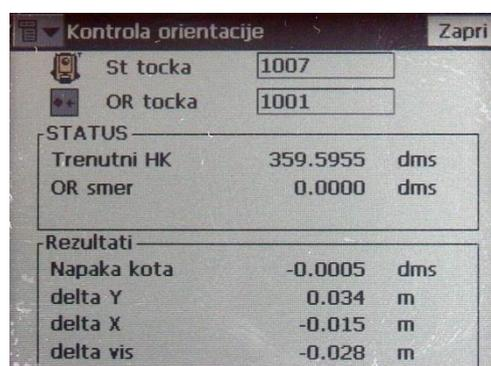 Kontrola orientacije Zapri
St tocka 1007
OR tocka 1001
STATUS
Trenutni HK 359.5955 dms
OR smer 0.0000 dms
Rezultati
Napaka kota -0.0005 dms
delta Y 0.034 m
delta X -0.015 m
delta vis -0.028 m